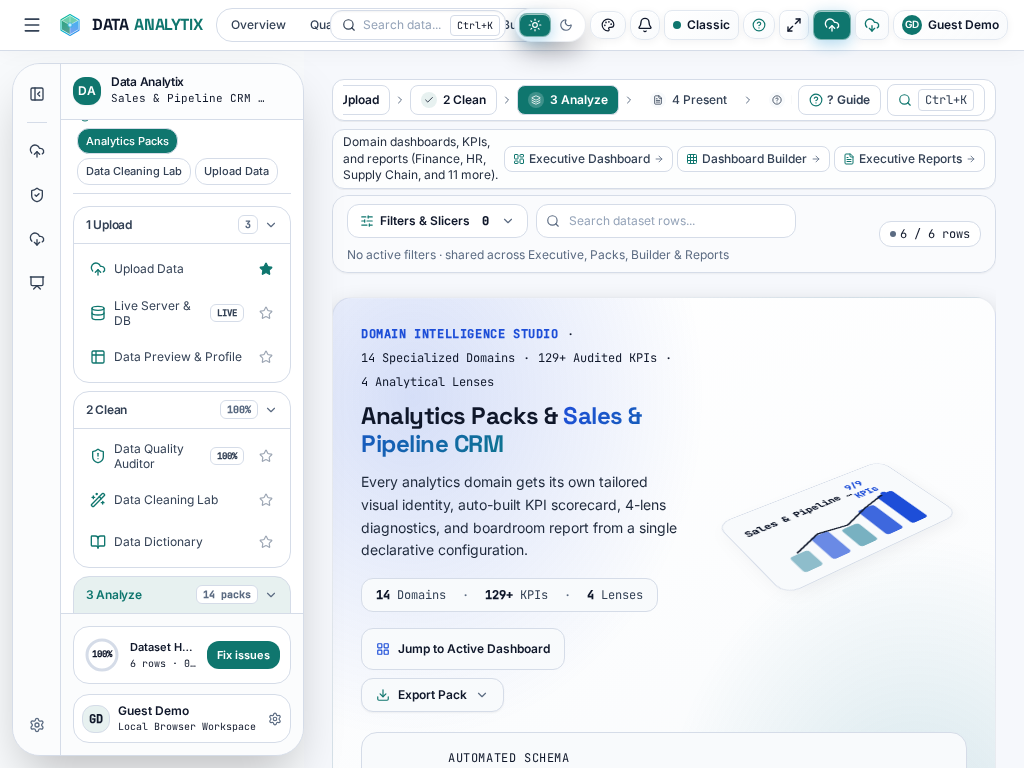 DATA ANALYTIX
Overview
Search data...
Ctrl+K
Classic
GD
Guest Demo
DA
Data Analytix
Sales & Pipeline CRM …
Analytics Packs
Data Cleaning Lab
Upload Data
1 Upload
3
Upload Data
Live Server & DB
LIVE
Data Preview & Profile
2 Clean
100%
Data Quality Auditor
100%
Data Cleaning Lab
Data Dictionary
3 Analyze
14 packs
100%
Dataset H…
6 rows · 0…
Fix issues
GD
Guest Demo
Local Browser Workspace
Upload
2 Clean
3 Analyze
4 Present
? Guide
Ctrl+K
Domain dashboards, KPIs,
and reports (Finance, HR,
Supply Chain, and 11 more).
Executive Dashboard →
Dashboard Builder →
Executive Reports →
Filters & Slicers 0
Search dataset rows...
6 / 6 rows
No active filters · shared across Executive, Packs, Builder & Reports
DOMAIN INTELLIGENCE STUDIO ·
14 Specialized Domains · 129+ Audited KPIs ·
4 Analytical Lenses
Analytics Packs & Sales &
Pipeline CRM
Every analytics domain gets its own tailored
visual identity, auto-built KPI scorecard, 4-lens
diagnostics, and boardroom report from a single
declarative configuration.
14 Domains · 129+ KPIs · 4 Lenses
Jump to Active Dashboard
Export Pack
Sales & Pipeline
9/9
KPIs
AUTOMATED SCHEMA